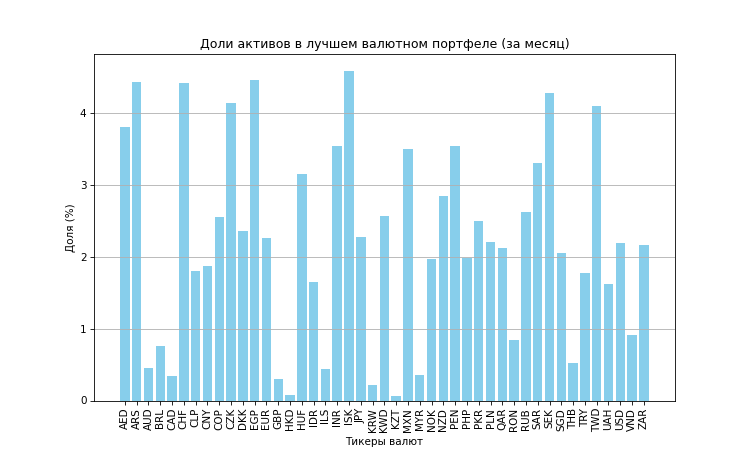 Доли активов в лучшем валютном портфеле (за месяц)
Доля (%)
4
3
2
1
0
AED ARS AUD BRL CAD CHF CLP CNY COP CZK DKK EGP EUR GBP HKD HUF IDR ILS INR ISK JPY KRW KWD KZT MXN MYR NOK NZD PEN PHP PKR PLN QAR RON RUB SAR SEK SGD THB TRY TWD UAH USD VND ZAR
Тикеры валют